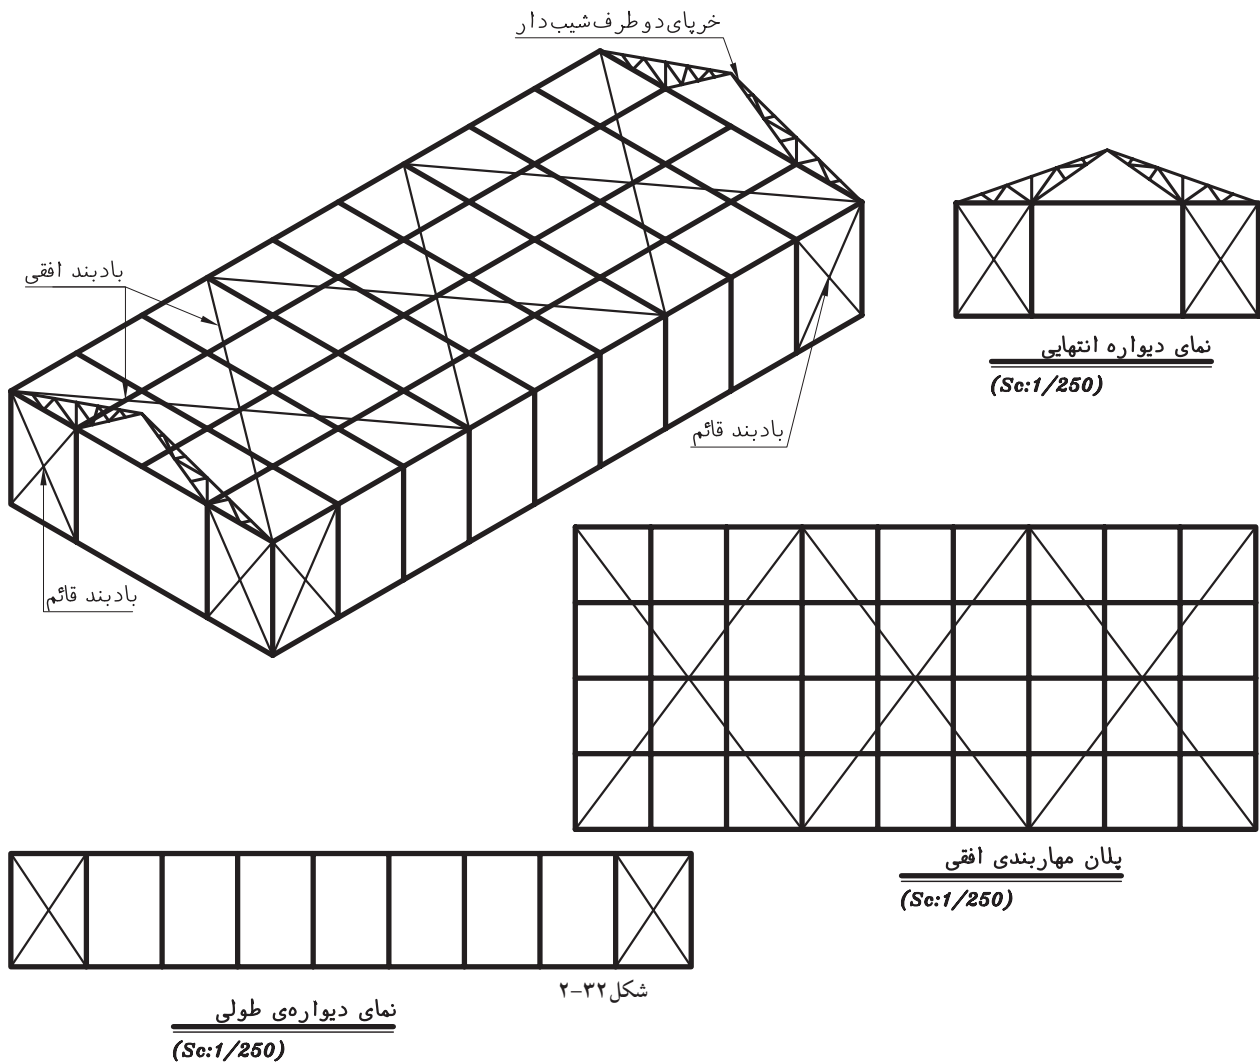 خرپای دو طرف شیب دار
بادبند افقی
نمای دیواره انتهایی
(Sc:1/250)
بادبند قائم
بادبند قائم
پلان مهاربندی افقی
(Sc:1/250)
شکل ۳۲-۲
نمای دیواره‌ی طولی
(Sc:1/250)